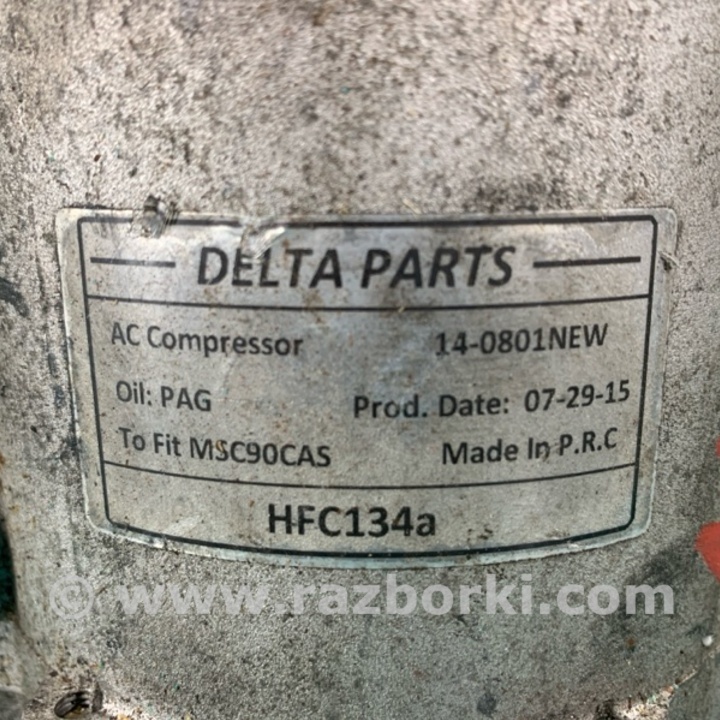 DELTA PARTS
AC Compressor 14-0801NEW
Oil: PAG Prod. Date: 07-29-15
To Fit MSC90CAS Made In P.R.C
HFC134a
© www.razborki.com